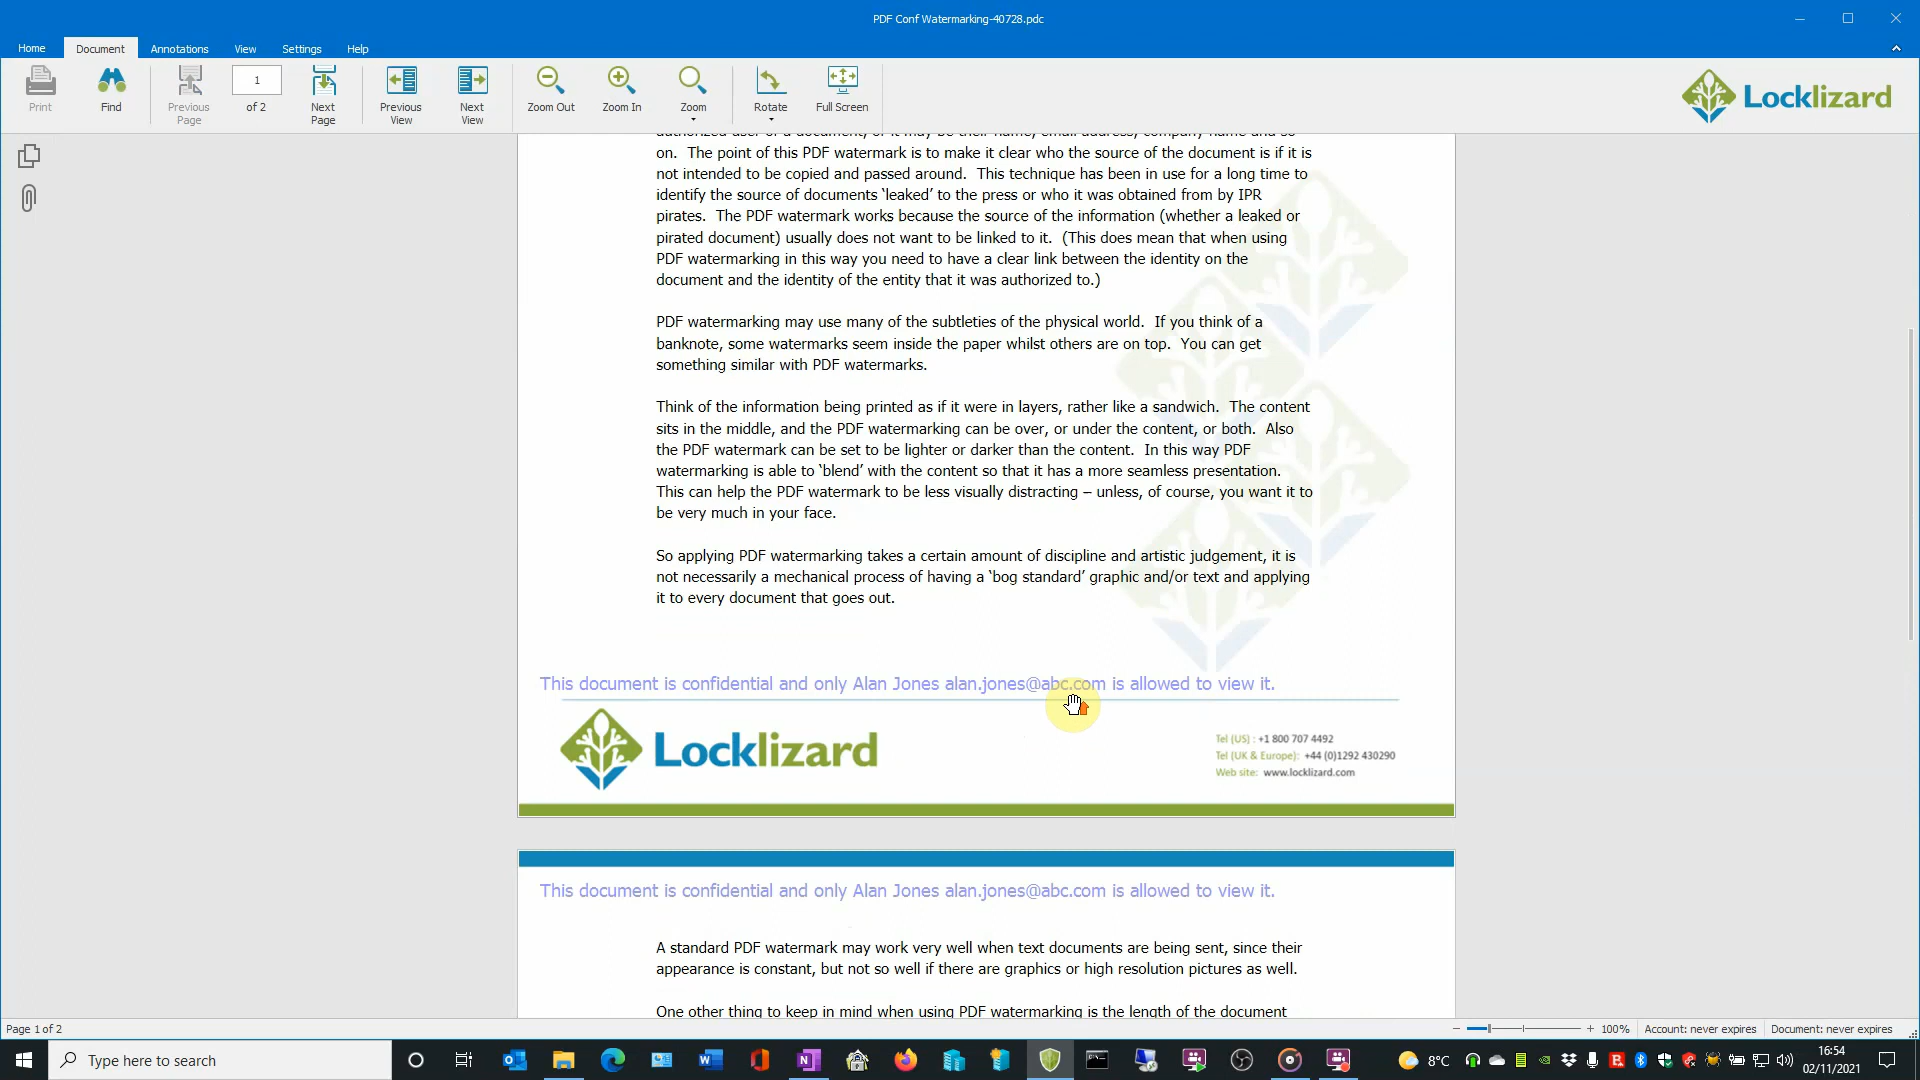 PDF Conf Watermarking-40728.pdc
Home Document Annotations View Settings Help
Print
Find
Previous Page
1
of 2
Next Page
Previous View
Next View
Zoom Out
Zoom In
Zoom
Rotate
Full Screen
Locklizard
authorized user of a document, or it may be their name, email address, company name and so
on. The point of this PDF watermark is to make it clear who the source of the document is if it is
not intended to be copied and passed around. This technique has been in use for a long time to
identify the source of documents ‘leaked’ to the press or who it was obtained from by IPR
pirates. The PDF watermark works because the source of the information (whether a leaked or
pirated document) usually does not want to be linked to it. (This does mean that when using
PDF watermarking in this way you need to have a clear link between the identity on the
document and the identity of the entity that it was authorized to.)
PDF watermarking may use many of the subtleties of the physical world. If you think of a
banknote, some watermarks seem inside the paper whilst others are on top. You can get
something similar with PDF watermarks.
Think of the information being printed as if it were in layers, rather like a sandwich. The content
sits in the middle, and the PDF watermarking can be over, or under the content, or both. Also
the PDF watermark can be set to be lighter or darker than the content. In this way PDF
watermarking is able to ‘blend’ with the content so that it has a more seamless presentation.
This can help the PDF watermark to be less visually distracting – unless, of course, you want it to
be very much in your face.
So applying PDF watermarking takes a certain amount of discipline and artistic judgement, it is
not necessarily a mechanical process of having a ‘bog standard’ graphic and/or text and applying
it to every document that goes out.
This document is confidential and only Alan Jones alan.jones@abc.com is allowed to view it.
Locklizard
Tel (US) : +1 800 707 4492
Tel (UK & Europe): +44 (0)1292 430290
Web site: www.locklizard.com
This document is confidential and only Alan Jones alan.jones@abc.com is allowed to view it.
A standard PDF watermark may work very well when text documents are being sent, since their
appearance is constant, but not so well if there are graphics or high resolution pictures as well.
One other thing to keep in mind when using PDF watermarking is the length of the document
Page 1 of 2
100%
Account: never expires
Document: never expires
Type here to search
8°C
16:54
02/11/2021